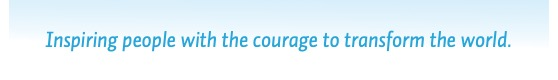 Inspiring people with the courage to transform the world.